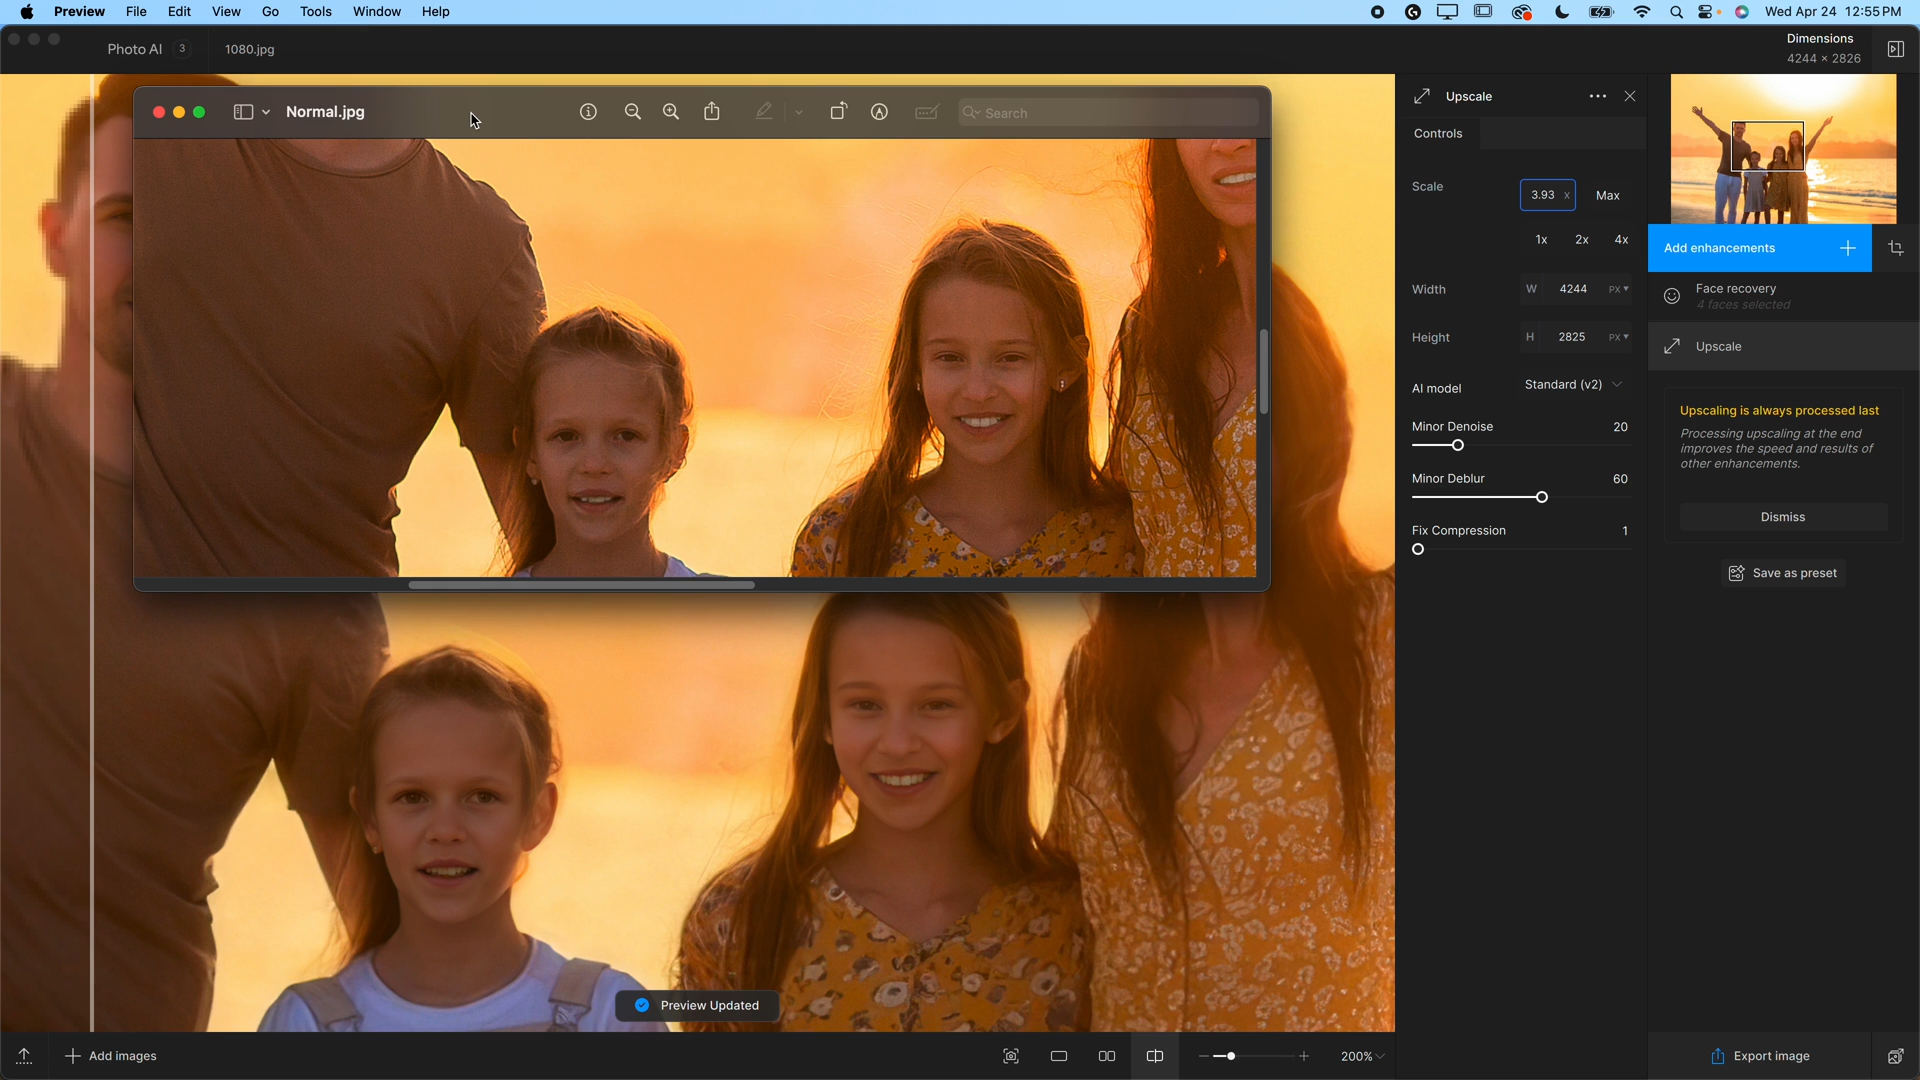 Preview File Edit View Go Tools Window Help
Wed Apr 24 12:55 PM
Photo AI 3 1080.jpg
Dimensions
4244 × 2826
Normal.jpg
Search
Upscale
Controls
Scale 3.93 x Max
1x 2x 4x
Width W 4244 PX
Height H 2825 PX
AI model Standard (v2)
Minor Denoise 20
Minor Deblur 60
Fix Compression 1
Add enhancements
Face recovery
4 faces selected
Upscale
Upscaling is always processed last
Processing upscaling at the end
improves the speed and results of
other enhancements.
Dismiss
Save as preset
Preview Updated
Add images
200%
Export image